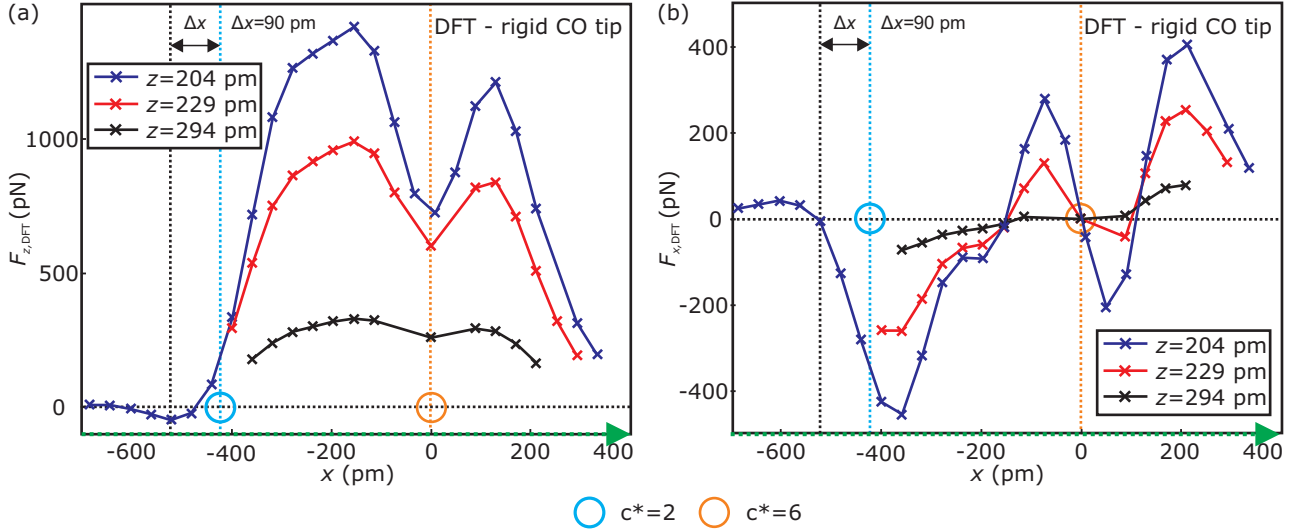 (a)
Δx
Δx=90 pm
DFT - rigid CO tip
z=204 pm
z=229 pm
z=294 pm
1000
500
0
F_z,DFT (pN)
-600
-400
-200
0
200
400
x (pm)
(b)
Δx
Δx=90 pm
DFT - rigid CO tip
400
200
0
-200
-400
F_x,DFT (pN)
z=204 pm
z=229 pm
z=294 pm
-600
-400
-200
0
200
400
x (pm)
c*=2
c*=6